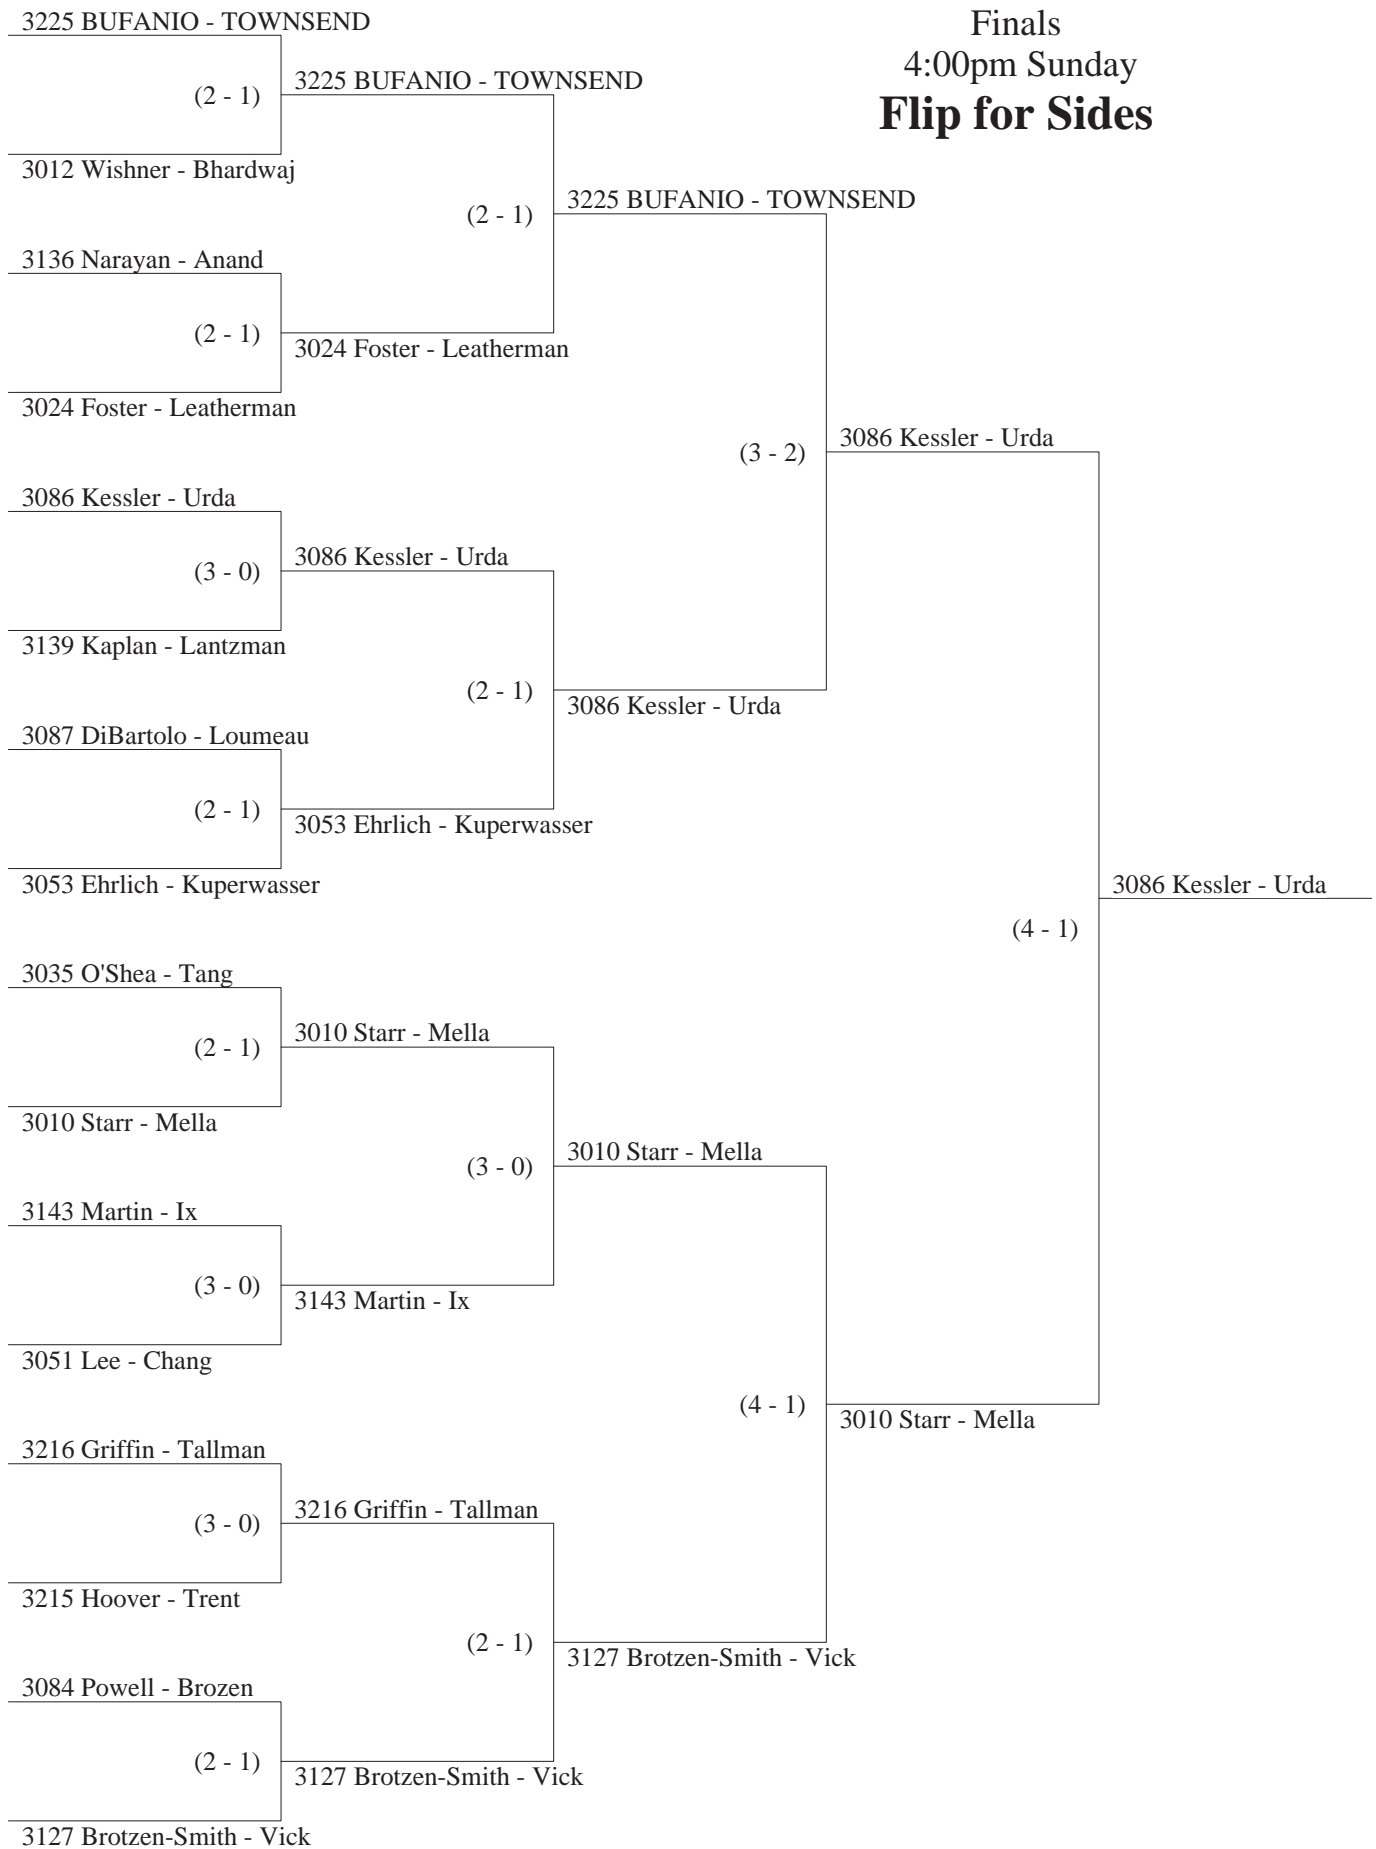 3225 BUFANIO - TOWNSEND
Finals
4:00pm Sunday
Flip for Sides
(2 - 1)
3225 BUFANIO - TOWNSEND
3012 Wishner - Bhardwaj
(2 - 1)
3225 BUFANIO - TOWNSEND
3136 Narayan - Anand
(2 - 1)
3024 Foster - Leatherman
3024 Foster - Leatherman
(3 - 2)
3086 Kessler - Urda
3086 Kessler - Urda
(3 - 0)
3086 Kessler - Urda
3139 Kaplan - Lantzman
(2 - 1)
3086 Kessler - Urda
3087 DiBartolo - Loumeau
(2 - 1)
3053 Ehrlich - Kuperwasser
3053 Ehrlich - Kuperwasser
(4 - 1)
3086 Kessler - Urda
3035 O'Shea - Tang
(2 - 1)
3010 Starr - Mella
3010 Starr - Mella
(3 - 0)
3010 Starr - Mella
3143 Martin - Ix
(3 - 0)
3143 Martin - Ix
3051 Lee - Chang
(4 - 1)
3010 Starr - Mella
3216 Griffin - Tallman
(3 - 0)
3216 Griffin - Tallman
3215 Hoover - Trent
(2 - 1)
3127 Brotzen-Smith - Vick
3084 Powell - Brozen
(2 - 1)
3127 Brotzen-Smith - Vick
3127 Brotzen-Smith - Vick